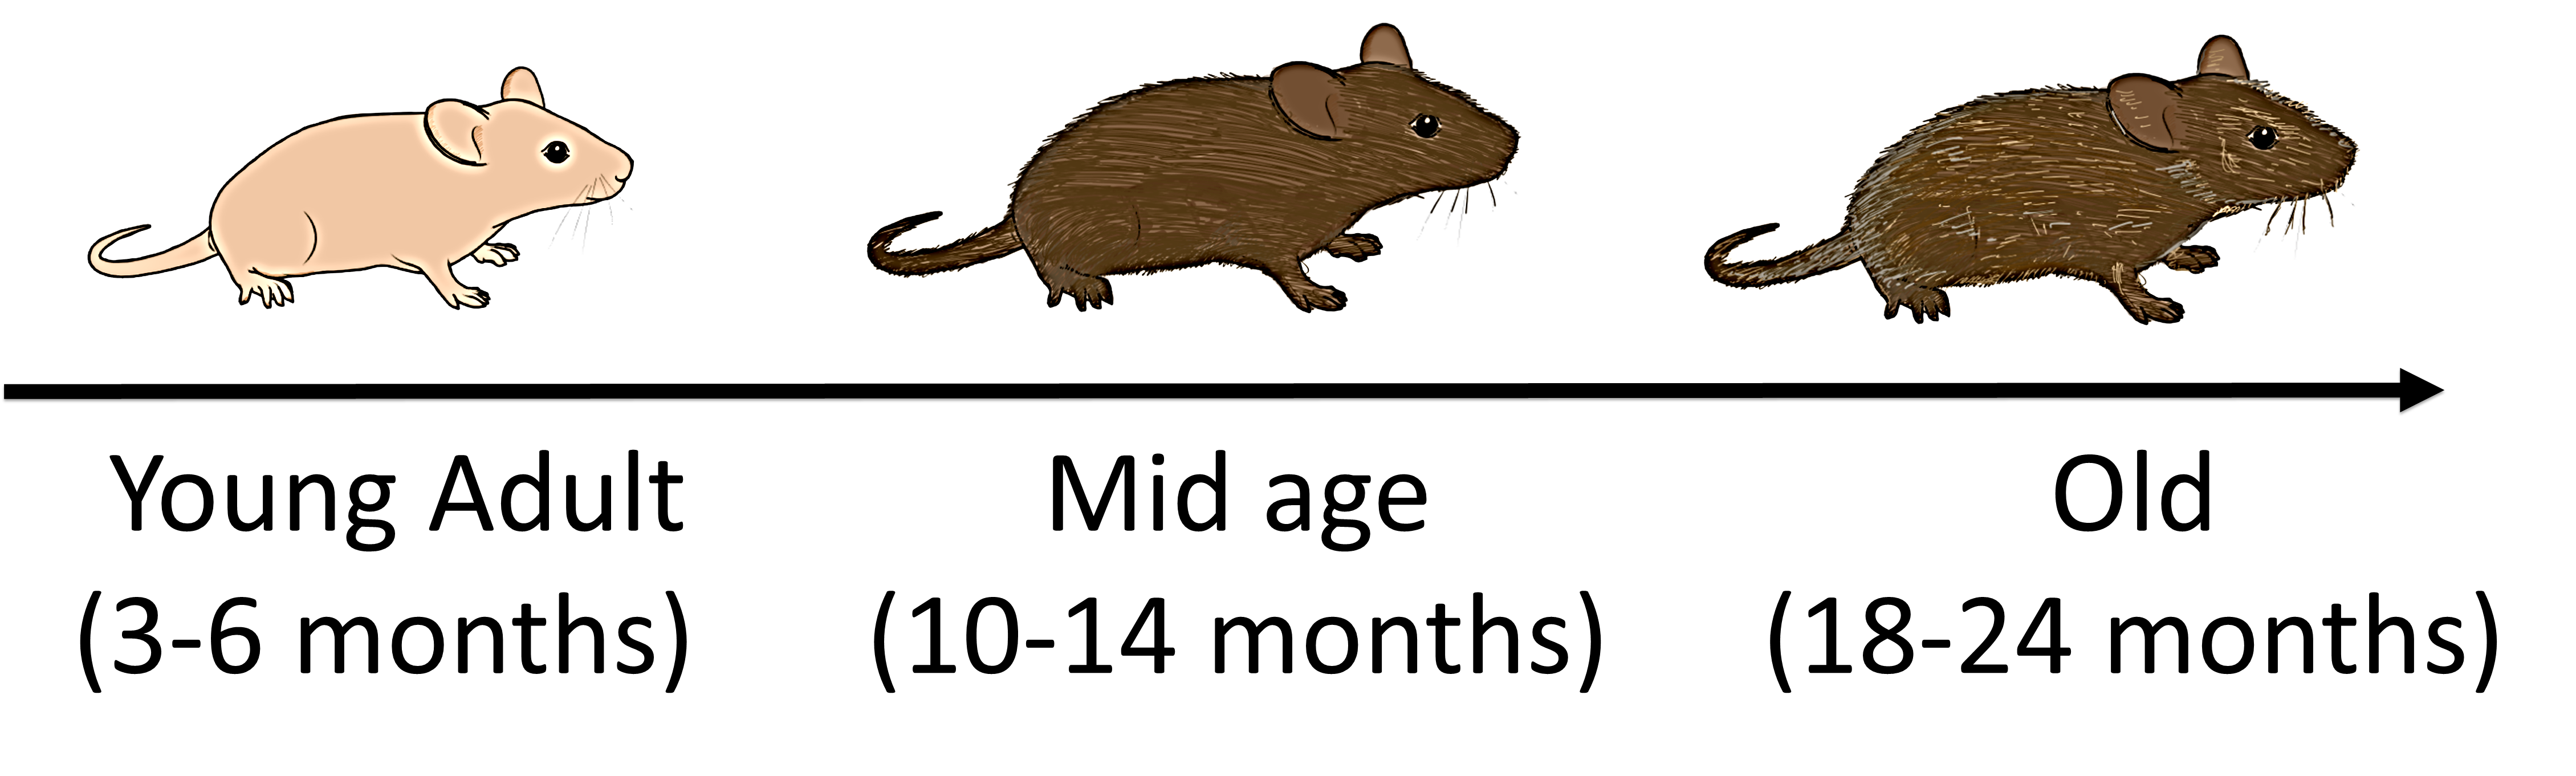 Young Adult
(3-6 months)
Mid age
(10-14 months)
Old
(18-24 months)